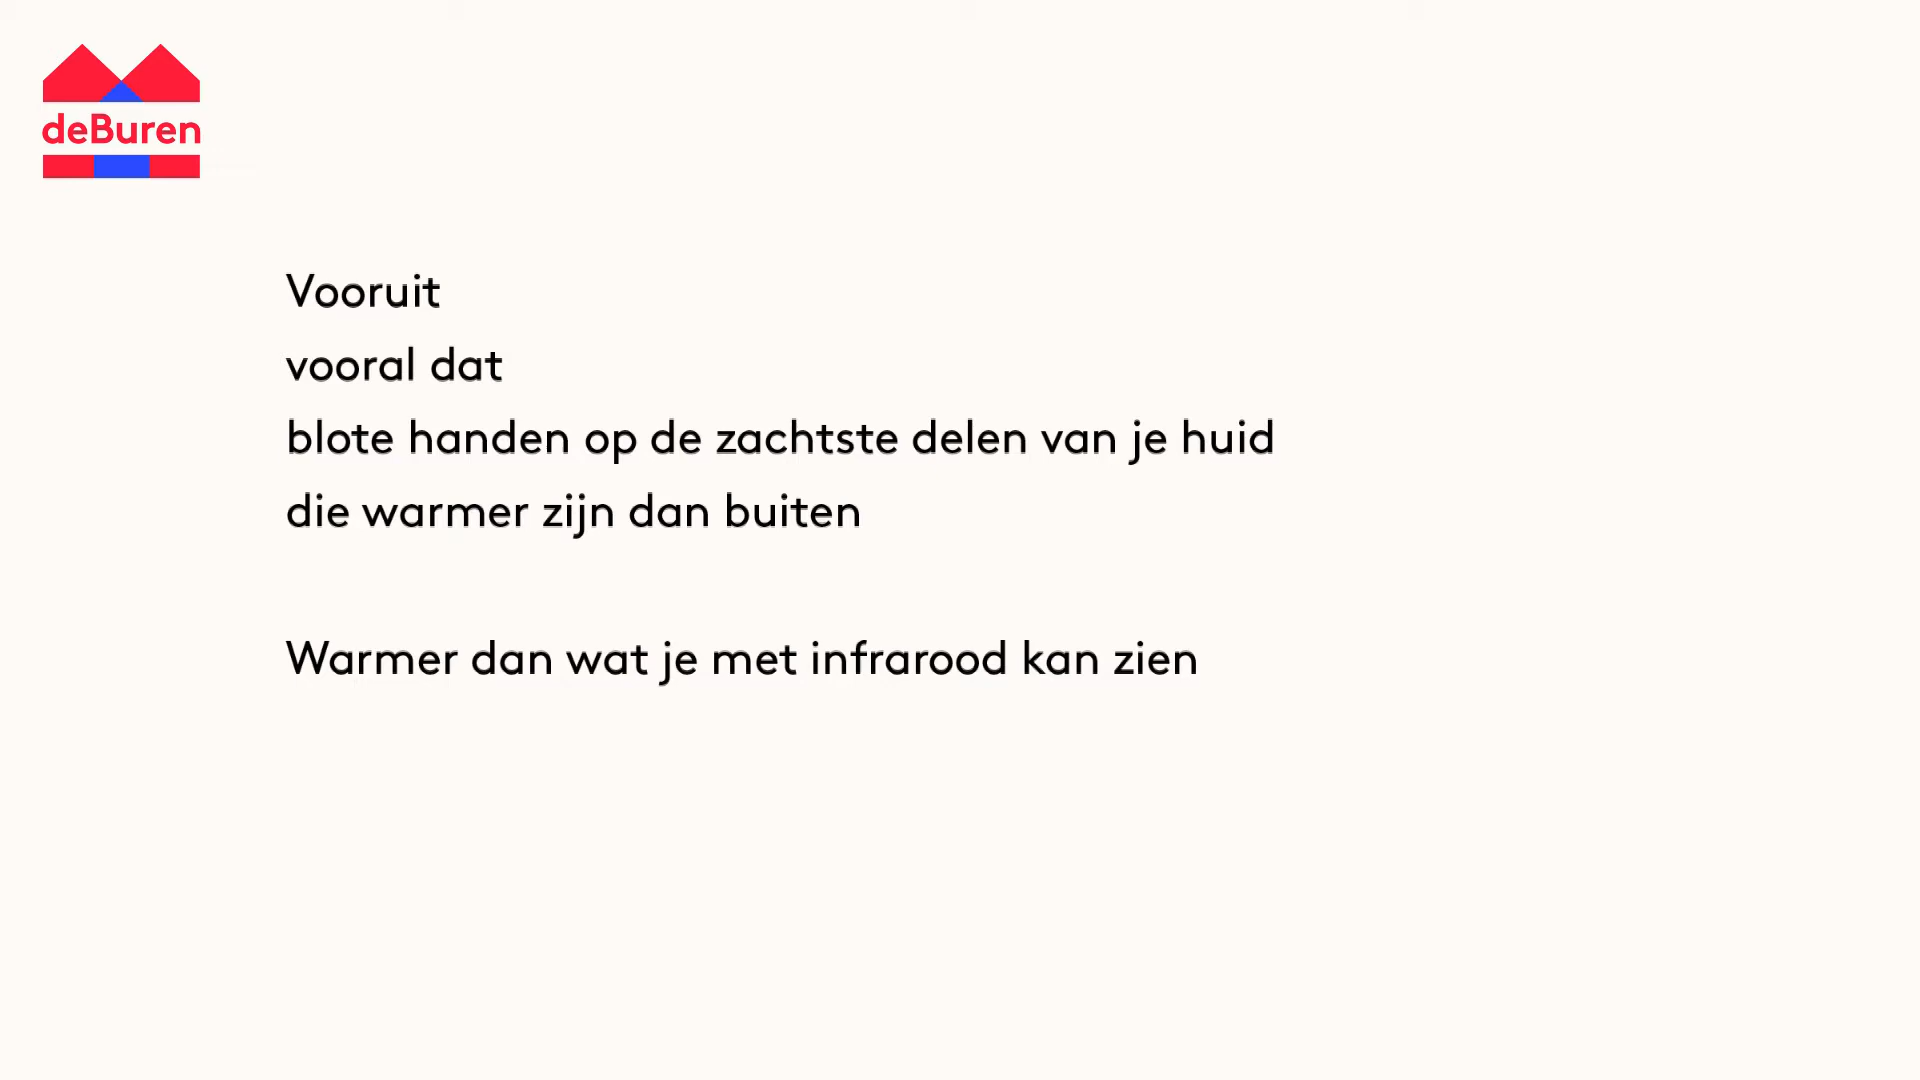 deBuren
Vooruit
vooral dat
blote handen op de zachtste delen van je huid
die warmer zijn dan buiten
Warmer dan wat je met infrarood kan zien